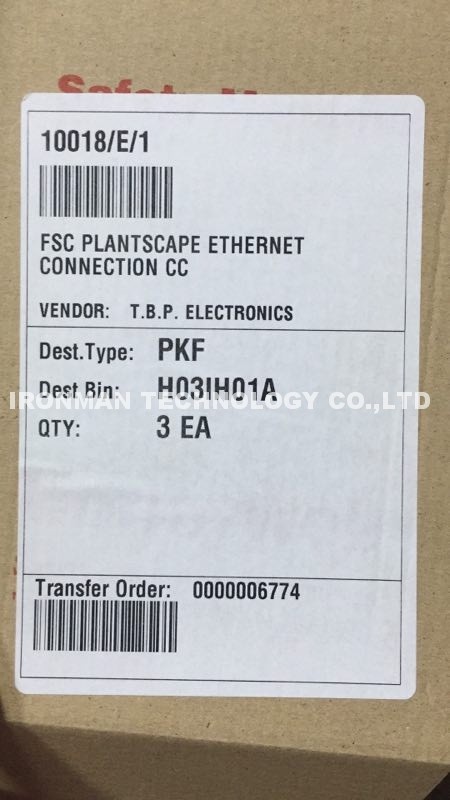 10018/E/1
FSC PLANTSCAPE ETHERNET
CONNECTION CC
VENDOR: T.B.P. ELECTRONICS
Dest.Type: PKF
Dest.Bin: H03IH01A
IRONMAN TECHNOLOGY CO.,LTD
QTY: 3 EA
Transfer Order: 0000006774